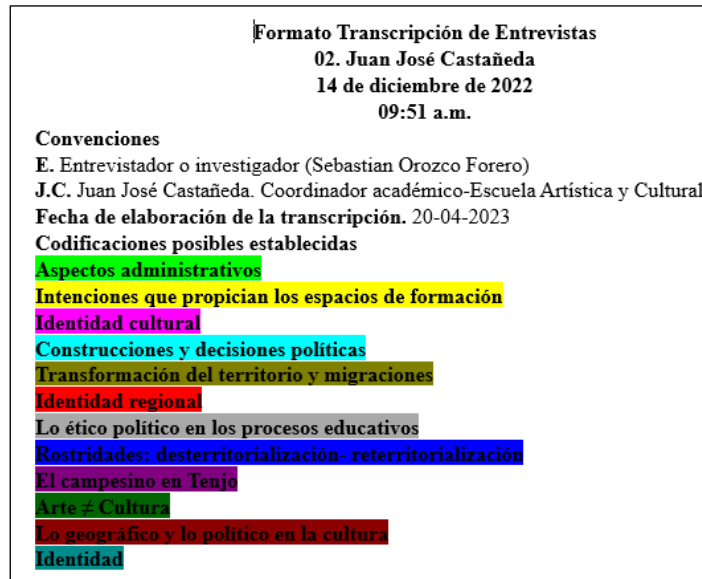 Formato Transcripción de Entrevistas
02. Juan José Castañeda
14 de diciembre de 2022
09:51 a.m.
Convenciones
E. Entrevistador o investigador (Sebastian Orozco Forero)
J.C. Juan José Castañeda. Coordinador académico-Escuela Artística y Cultural
Fecha de elaboración de la transcripción. 20-04-2023
Codificaciones posibles establecidas
Aspectos administrativos
Intenciones que propician los espacios de formación
Identidad cultural
Construcciones y decisiones políticas
Transformación del territorio y migraciones
Identidad regional
Lo ético político en los procesos educativos
Rostridades: desterritorialización- reterritorialización
El campesino en Tenjo
Arte ≠ Cultura
Lo geográfico y lo político en la cultura
Identidad